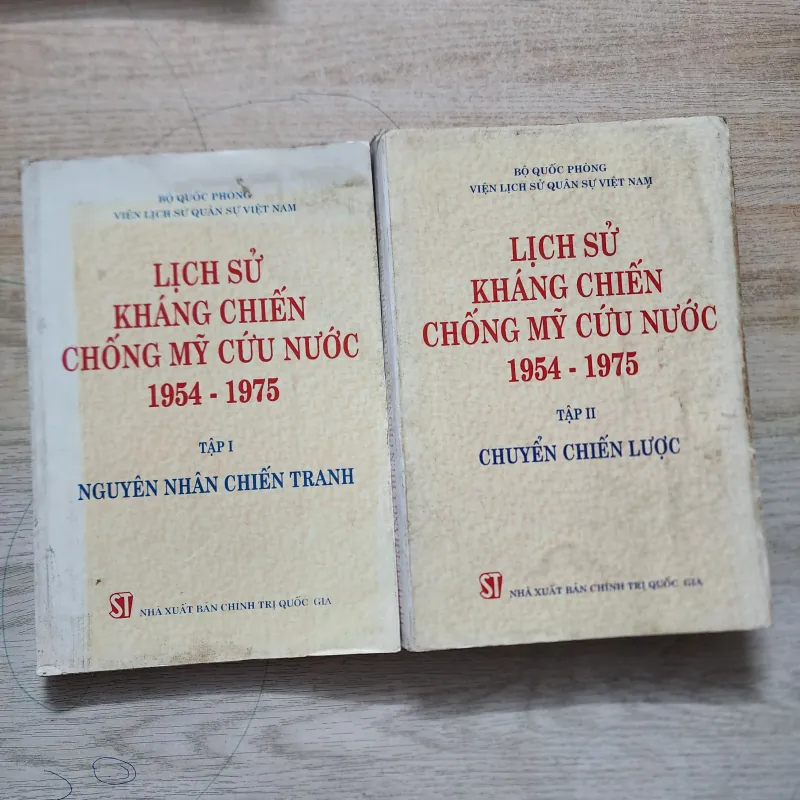 BỘ QUỐC PHÒNG
VIỆN LỊCH SỬ QUÂN SỰ VIỆT NAM
LỊCH SỬ
KHÁNG CHIẾN
CHỐNG MỸ CỨU NƯỚC
1954 - 1975
TẬP I
NGUYÊN NHÂN CHIẾN TRANH
ST NHÀ XUẤT BẢN CHÍNH TRỊ QUỐC GIA
BỘ QUỐC PHÒNG
VIỆN LỊCH SỬ QUÂN SỰ VIỆT NAM
LỊCH SỬ
KHÁNG CHIẾN
CHỐNG MỸ CỨU NƯỚC
1954 - 1975
TẬP II
CHUYỂN CHIẾN LƯỢC
ST NHÀ XUẤT BẢN CHÍNH TRỊ QUỐC GIA